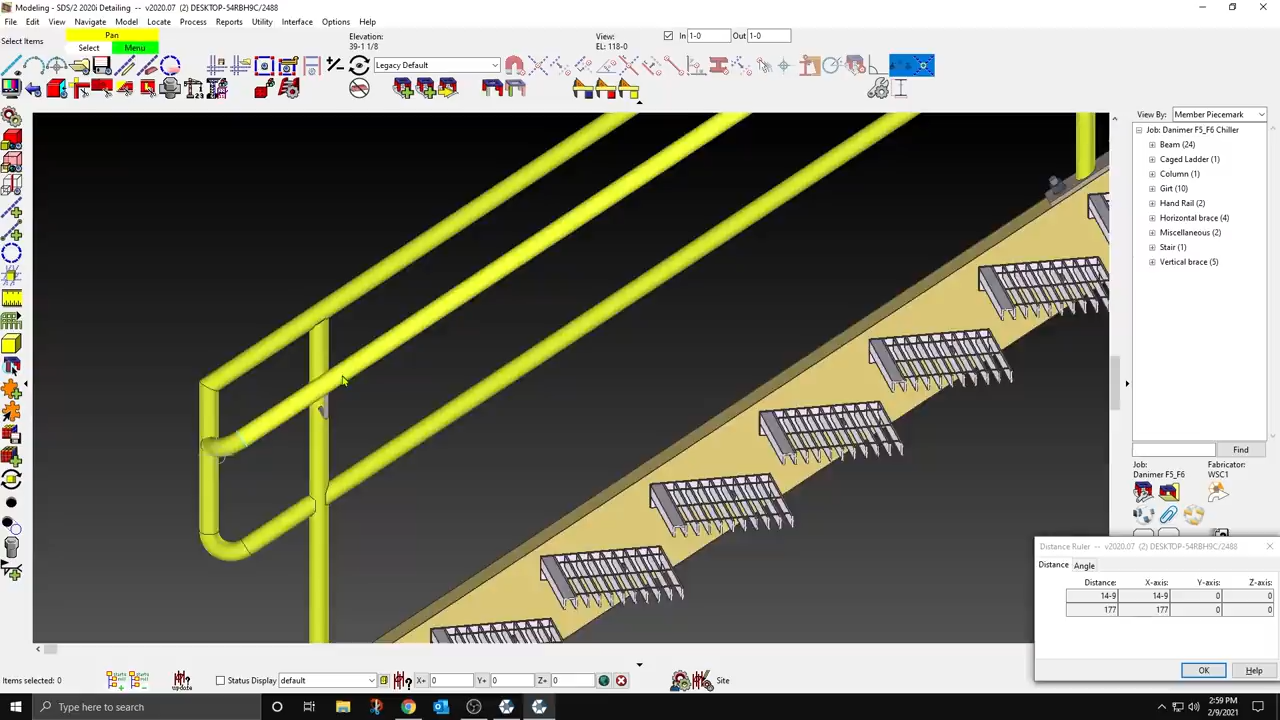 Modeling - SDS/2 2020i Detailing -- v2020.07 (2) DESKTOP-54RBH9C/2488
File Edit View Navigate Model Locate Process Reports Utility Interface Options Help
Select Items
Pan
Select Menu
Elevation:
39-1 1/8
View:
EL: 118-0
In 1-0 Out 1-0
Legacy Default
View By: Member Piecemark
Job: Danimer F5_F6 Chiller
Beam (24)
Caged Ladder (1)
Column (1)
Girt (10)
Hand Rail (2)
Horizontal brace (4)
Miscellaneous (2)
Stair (1)
Vertical brace (5)
Find
Job:
Danimer F5_F6
Fabricator:
WSC1
Distance Ruler -- v2020.07 (2) DESKTOP-54RBH9C/2488
Distance Angle
Distance: X-axis: Y-axis: Z-axis:
14-9 14-9 0 0
177 177 0 0
OK Help
Items selected: 0
update
Status Display default
X+ 0 Y+ 0 Z+ 0
Site
Type here to search
2:59 PM
2/9/2021